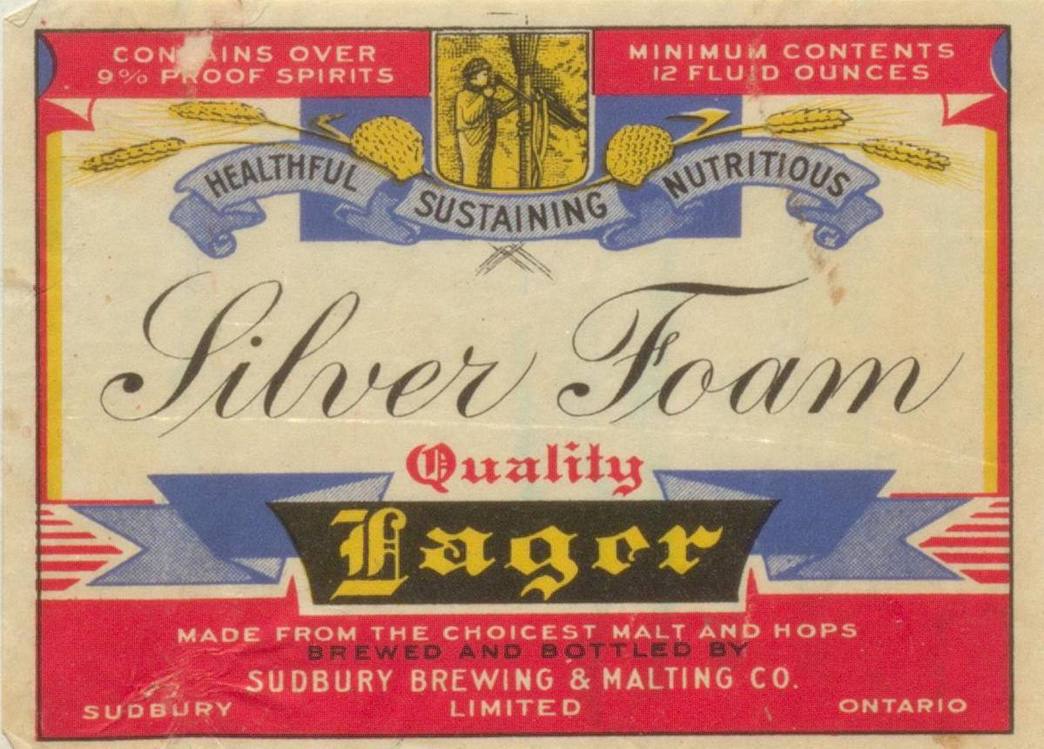 CONTAINS OVER
9% PROOF SPIRITS
MINIMUM CONTENTS
12 FLUID OUNCES
HEALTHFUL
SUSTAINING
NUTRITIOUS
Silver Foam
Quality
Lager
MADE FROM THE CHOICEST MALT AND HOPS
BREWED AND BOTTLED BY
SUDBURY BREWING & MALTING CO.
LIMITED
SUDBURY
ONTARIO